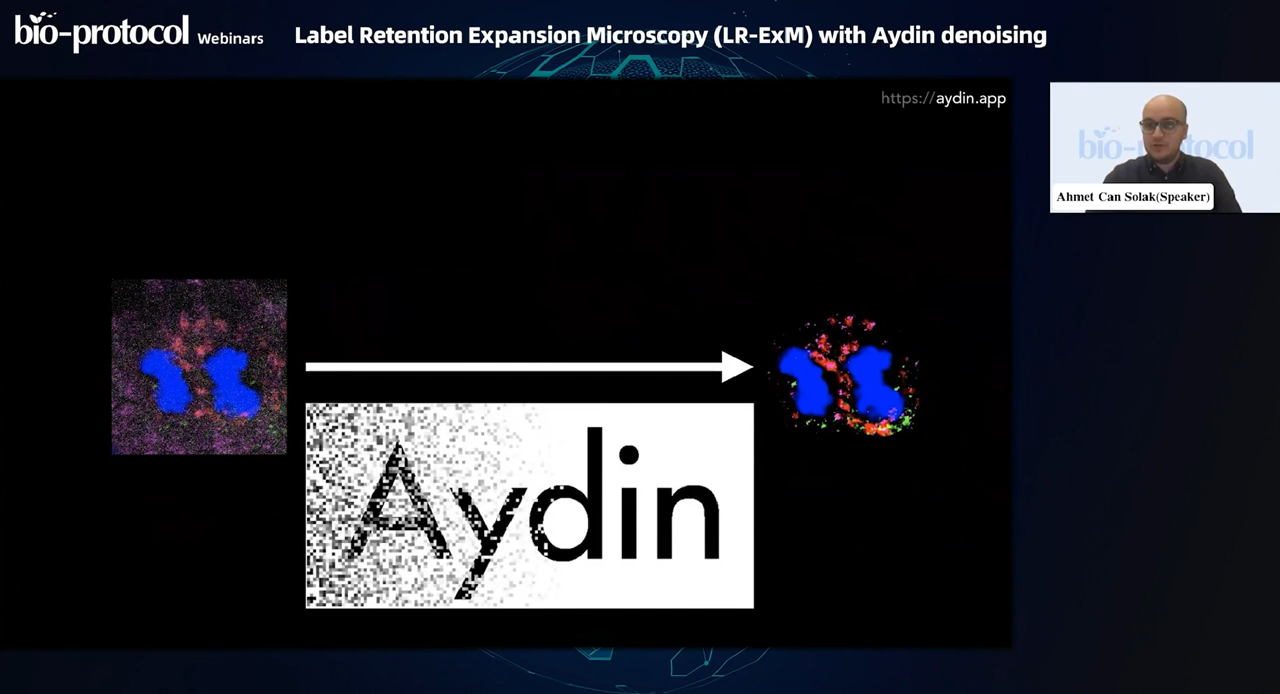 bio-protocol Webinars
Label Retention Expansion Microscopy (LR-ExM) with Aydin denoising
https://aydin.app
bio-protocol
Ahmet Can Solak(Speaker)
Aydin